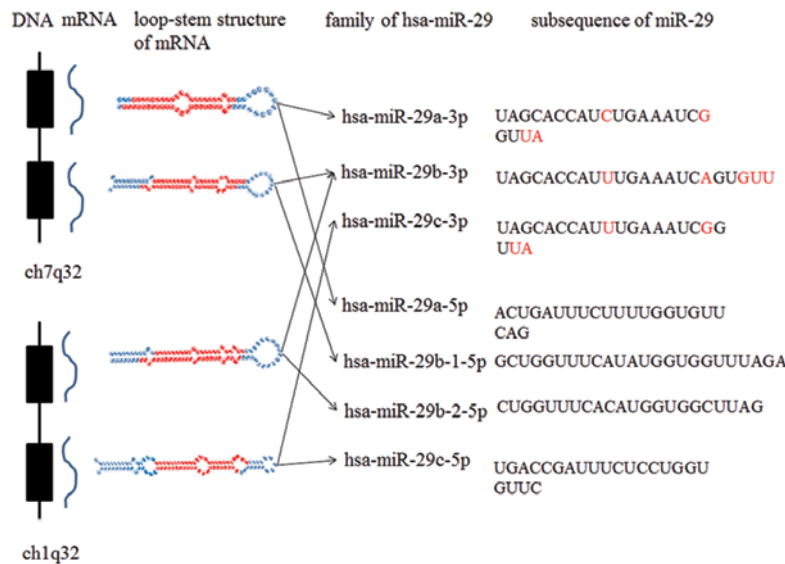 DNA mRNA loop-stem structure family of hsa-miR-29 subsequence of miR-29
of mRNA
hsa-miR-29a-3p UAGCACCAUCUGAAAUCG
GUUA
hsa-miR-29b-3p UAGCACCAUUUGAAAUCAGUGUU
hsa-miR-29c-3p UAGCACCAUUUGAAAUCGG
UUA
ch7q32
hsa-miR-29a-5p ACUGAUUUCUUUUGGUGUU
CAG
hsa-miR-29b-1-5p GCUGGUUUCAUAUGGUGGUUUAGA
hsa-miR-29b-2-5p CUGGUUUCACAUGGUGGCUUAG
hsa-miR-29c-5p UGACCGAUUUCUCCUGGU
GUUC
ch1q32